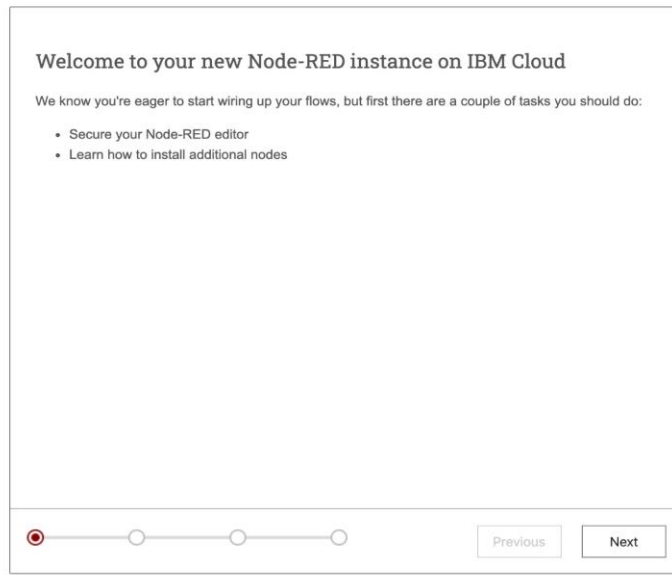 Welcome to your new Node-RED instance on IBM Cloud
We know you're eager to start wiring up your flows, but first there are a couple of tasks you should do:
• Secure your Node-RED editor
• Learn how to install additional nodes
Previous
Next